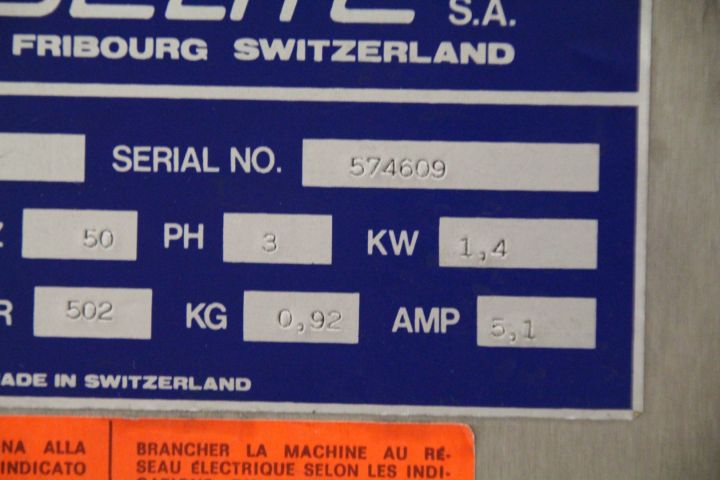 S.A.
FRIBOURG SWITZERLAND
SERIAL NO. 574609
50 PH 3 KW 1,4
502 KG 0,92 AMP 5,1
MADE IN SWITZERLAND
NA ALLA
INDICATO
BRANCHER LA MACHINE AU RÉ-
SEAU ÉLECTRIQUE SELON LES INDI-